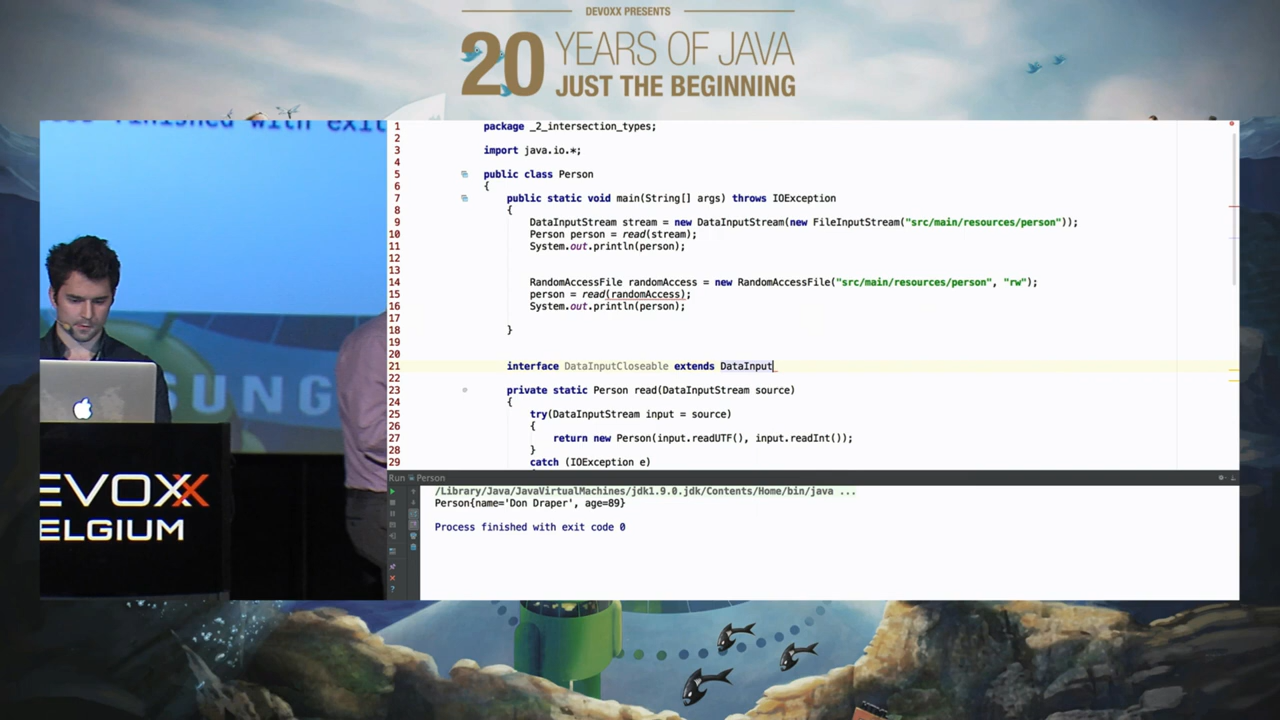 DEVOXX PRESENTS
20 YEARS OF JAVA
JUST THE BEGINNING
finished with exit
SUNG
EVOXX
ELGIUM
1 package _2_intersection_types;
2
3 import java.io.*;
4
5 public class Person
6 {
7 public static void main(String[] args) throws IOException
8 {
9 DataInputStream stream = new DataInputStream(new FileInputStream("src/main/resources/person"));
10 Person person = read(stream);
11 System.out.println(person);
12
13
14 RandomAccessFile randomAccess = new RandomAccessFile("src/main/resources/person", "rw");
15 person = read(randomAccess);
16 System.out.println(person);
17
18 }
19
20
21 interface DataInputCloseable extends DataInput
22
23 private static Person read(DataInputStream source)
24 {
25 try(DataInputStream input = source)
26 {
27 return new Person(input.readUTF(), input.readInt());
28 }
29 catch (IOException e)
Run Person
/Library/Java/JavaVirtualMachines/jdk1.9.0.jdk/Contents/Home/bin/java ...
Person{name='Don Draper', age=89}
Process finished with exit code 0